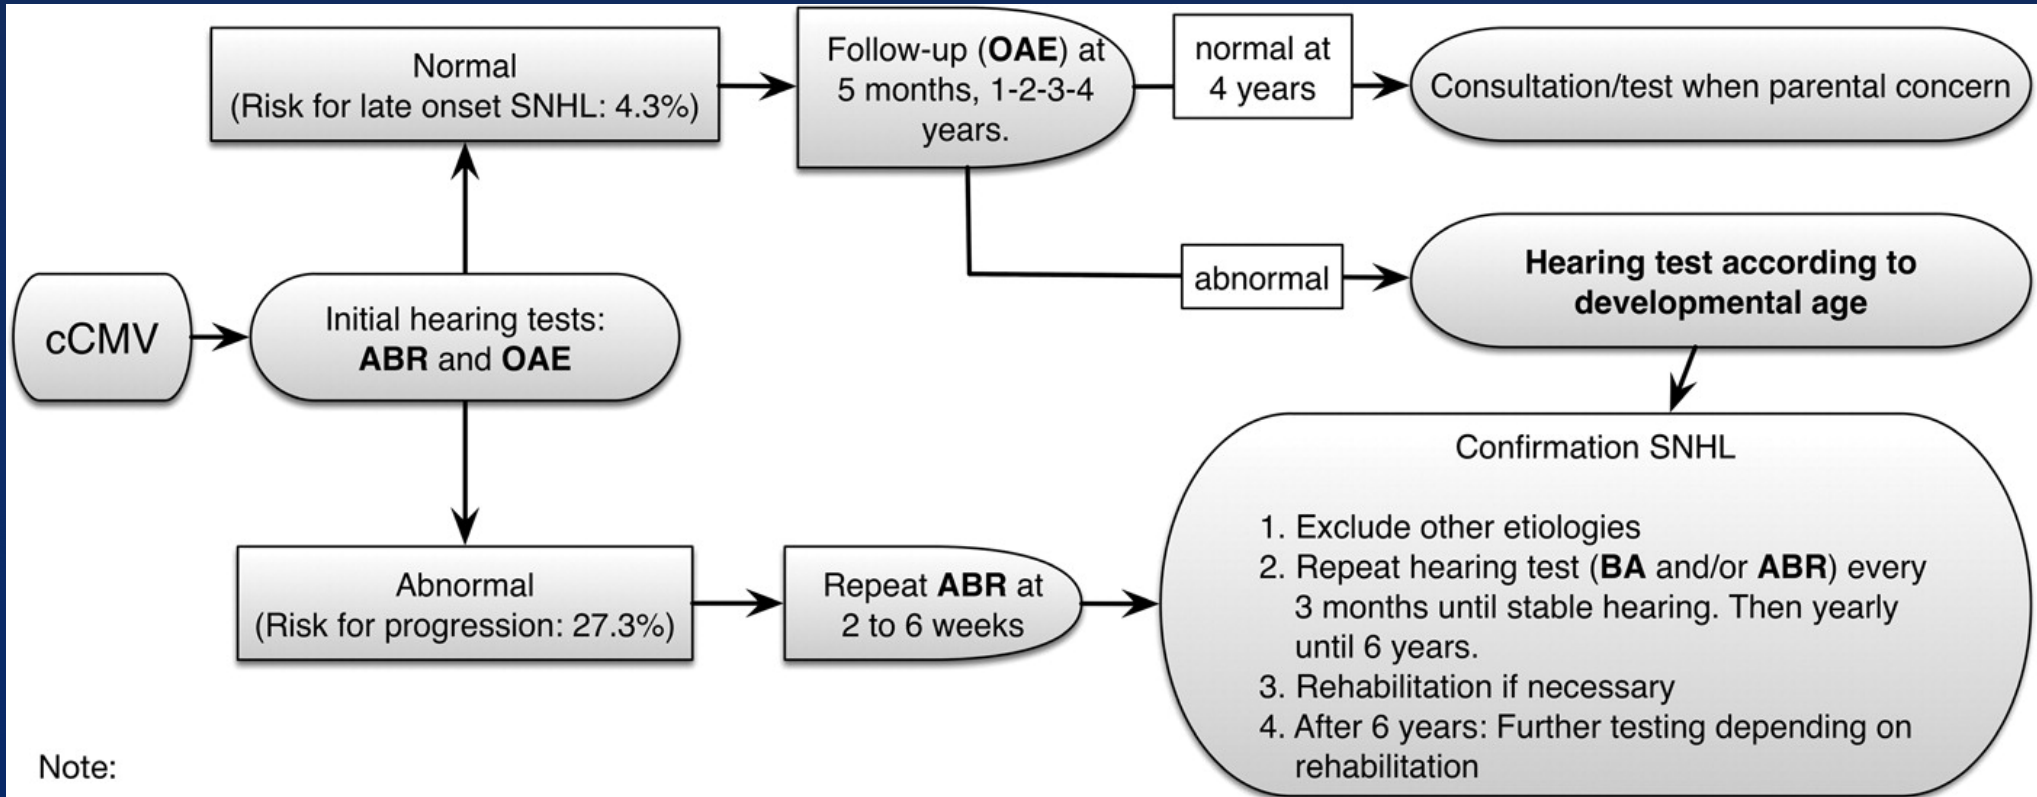 Normal
(Risk for late onset SNHL: 4.3%)
Follow-up (OAE) at
5 months, 1-2-3-4
years.
normal at
4 years
Consultation/test when parental concern
abnormal
Hearing test according to
developmental age
cCMV
Initial hearing tests:
ABR and OAE
Abnormal
(Risk for progression: 27.3%)
Repeat ABR at
2 to 6 weeks
Confirmation SNHL
1. Exclude other etiologies
2. Repeat hearing test (BA and/or ABR) every
3 months until stable hearing. Then yearly
until 6 years.
3. Rehabilitation if necessary
4. After 6 years: Further testing depending on
rehabilitation
Note: